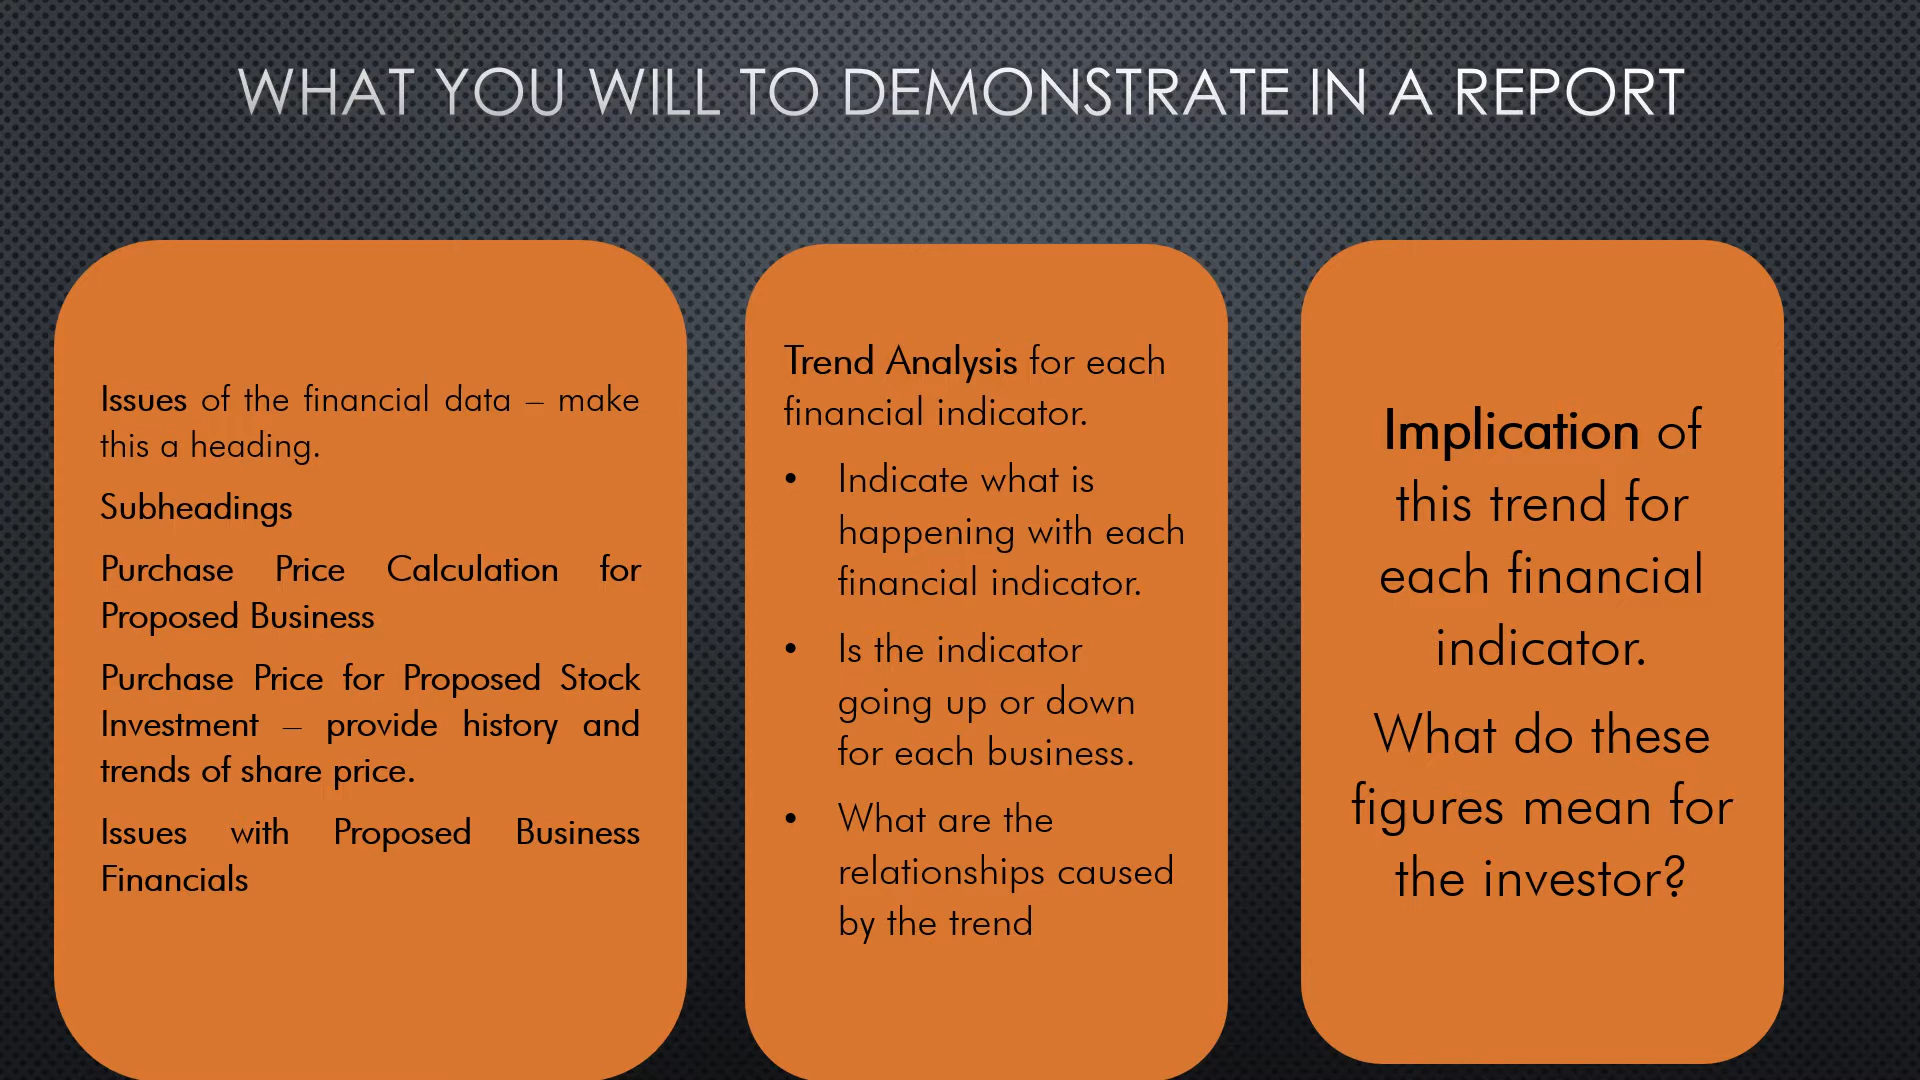 WHAT YOU WILL TO DEMONSTRATE IN A REPORT
Issues of the financial data – make
this a heading.
Subheadings
Purchase Price Calculation for
Proposed Business
Purchase Price for Proposed Stock
Investment – provide history and
trends of share price.
Issues with Proposed Business
Financials
Trend Analysis for each
financial indicator.
• Indicate what is
happening with each
financial indicator.
• Is the indicator
going up or down
for each business.
• What are the
relationships caused
by the trend
Implication of
this trend for
each financial
indicator.
What do these
figures mean for
the investor?